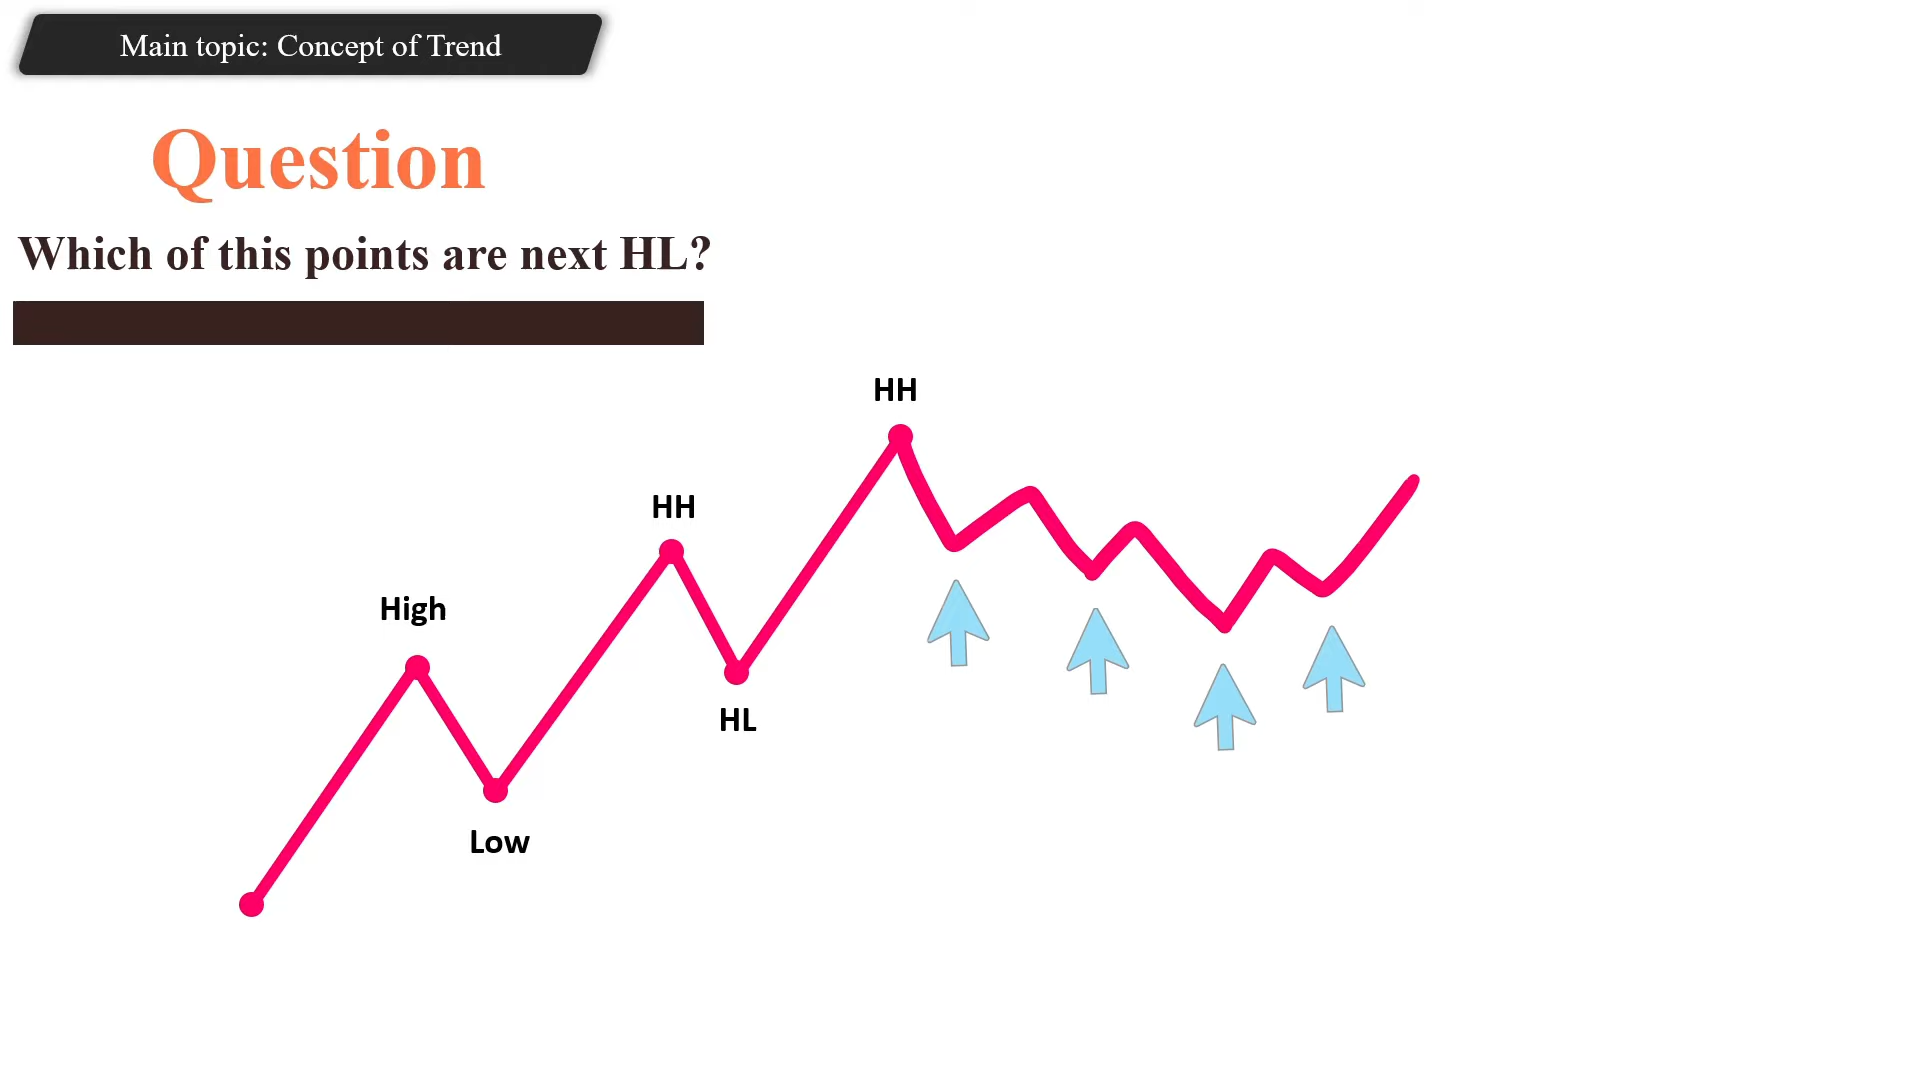 Main topic: Concept of Trend
Question
Which of this points are next HL?
HH
HH
High
HL
Low